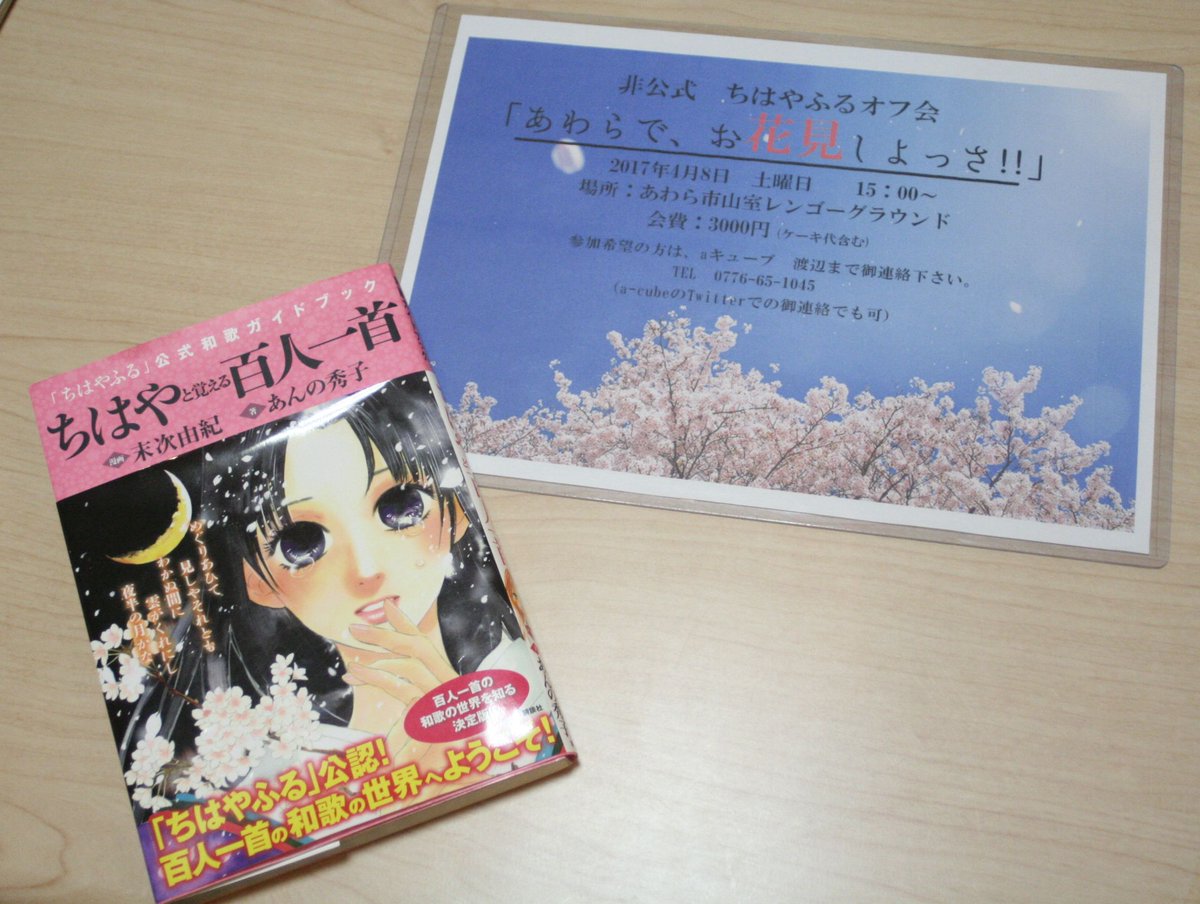 非公式 ちはやふるオフ会
「あわらで、お花見しよっさ!!」
2017年4月8日 土曜日 15：00～
場所：あわら市山室レンゴーグラウンド
会費：3000円（ケーキ代含む）
参加希望の方は、aキューブ 渡辺まで御連絡下さい。
TEL 0776-65-1045
（a-cubeのTwitterでの御連絡でも可）
「ちはやふる」公式和歌ガイドブック
ちはやと覚える百人一首
漫画 末次由紀 著 あんの秀子
めぐりあひて
見しやそれとも
わかぬ間に
雲がくれにし
夜半の月かな
百人一首の
和歌の世界を知る
決定版
講談社
「ちはやふる」公認!
百人一首の和歌の世界へようこそ!